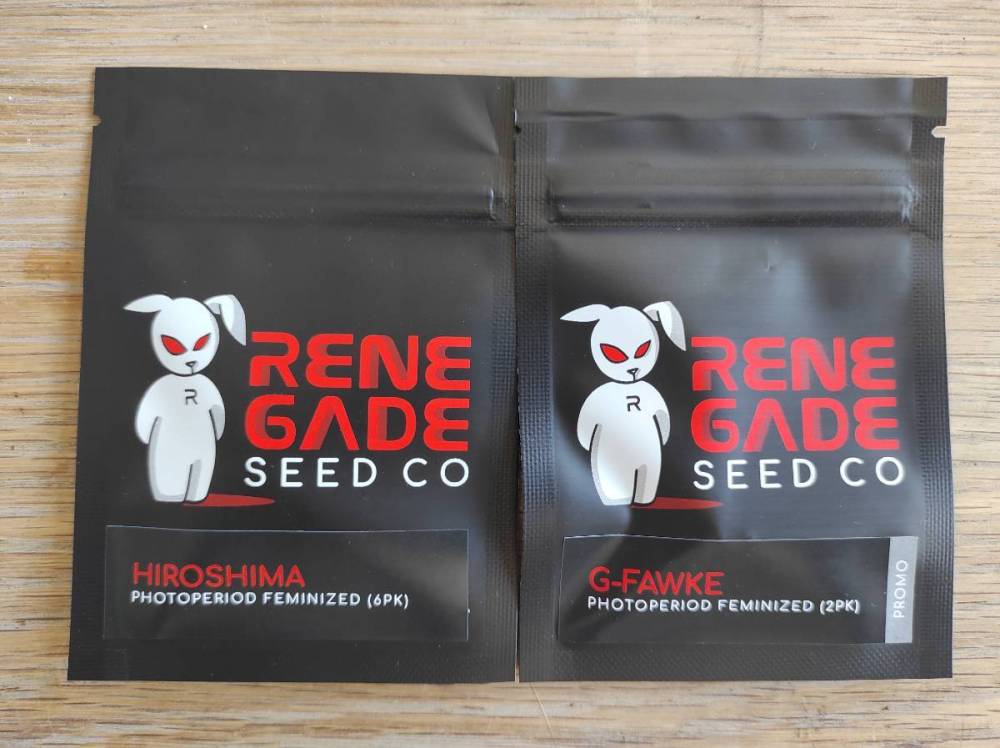 R
RENE
GADE
SEED CO
HIROSHIMA
PHOTOPERIOD FEMINIZED (6PK)
R
RENE
GADE
SEED CO
G-FAWKE
PHOTOPERIOD FEMINIZED (2PK)
PROMO